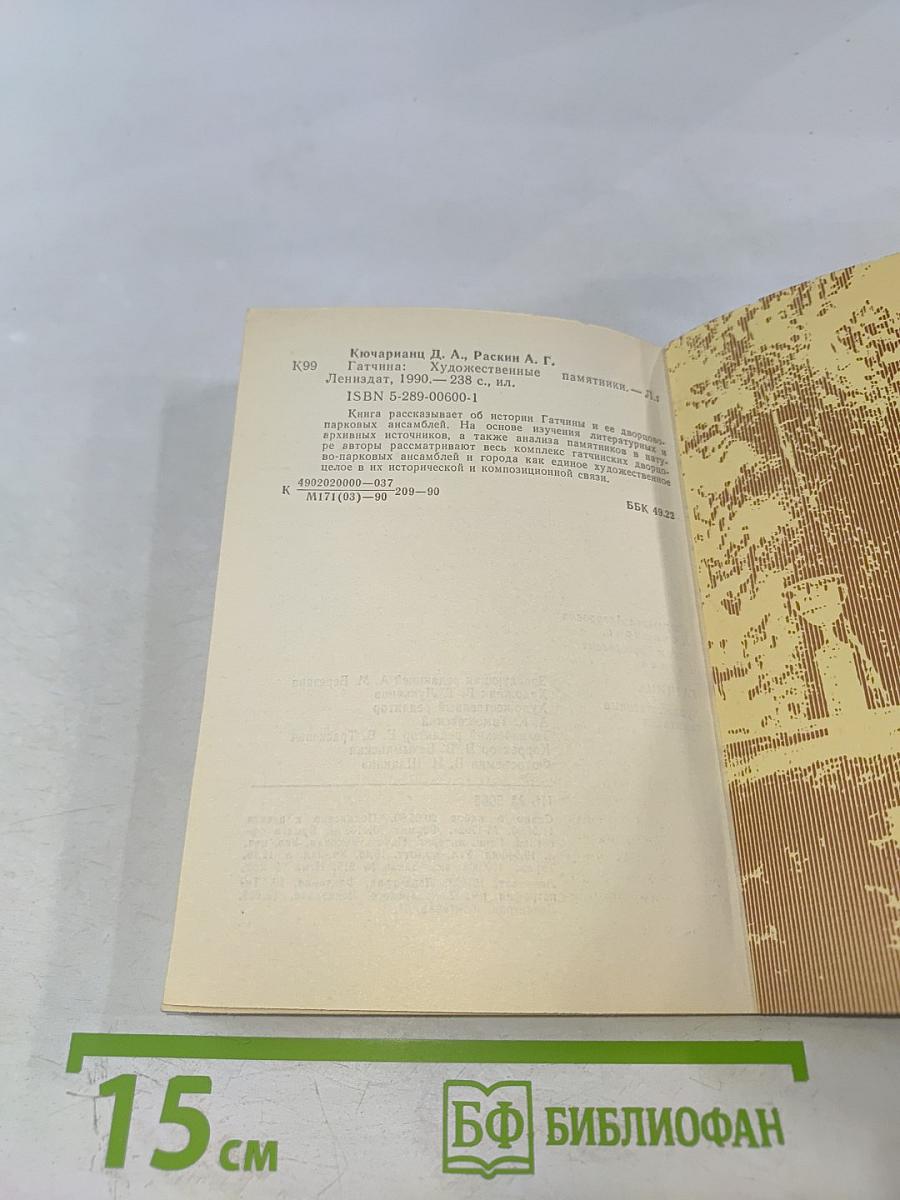 Кючарианц Д. А., Раскин А. Г.
К99 Гатчина: Художественные памятники. — Л.:
Лениздат, 1990.— 238 с., ил.
ISBN 5-289-00600-1
Книга рассказывает об истории Гатчины и ее дворцово-
парковых ансамблей. На основе изучения литературных и
архивных источников, а также анализа памятников в нату-
ре авторы рассматривают весь комплекс гатчинских дворцо-
во-парковых ансамблей и города как единое художественное
целое в их исторической и композиционной связи.
К 4902020000—037
М171(03)—90 209—90
ББК 49.22
15 см
БФ БИБЛИОФАН